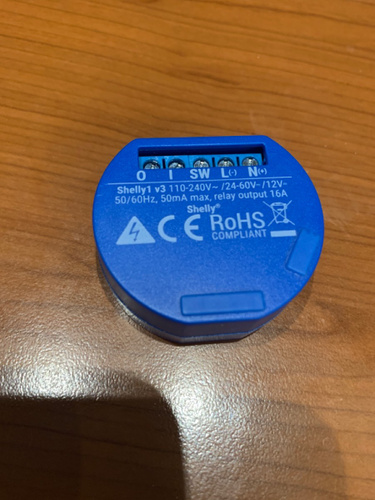 O I SW L(-) N(+)
Shelly1 v3 110-240V~ /24-60V⎓/12V⎓
50/60Hz, 50mA max, relay output 16A
Shelly®
CE RoHS
COMPLIANT